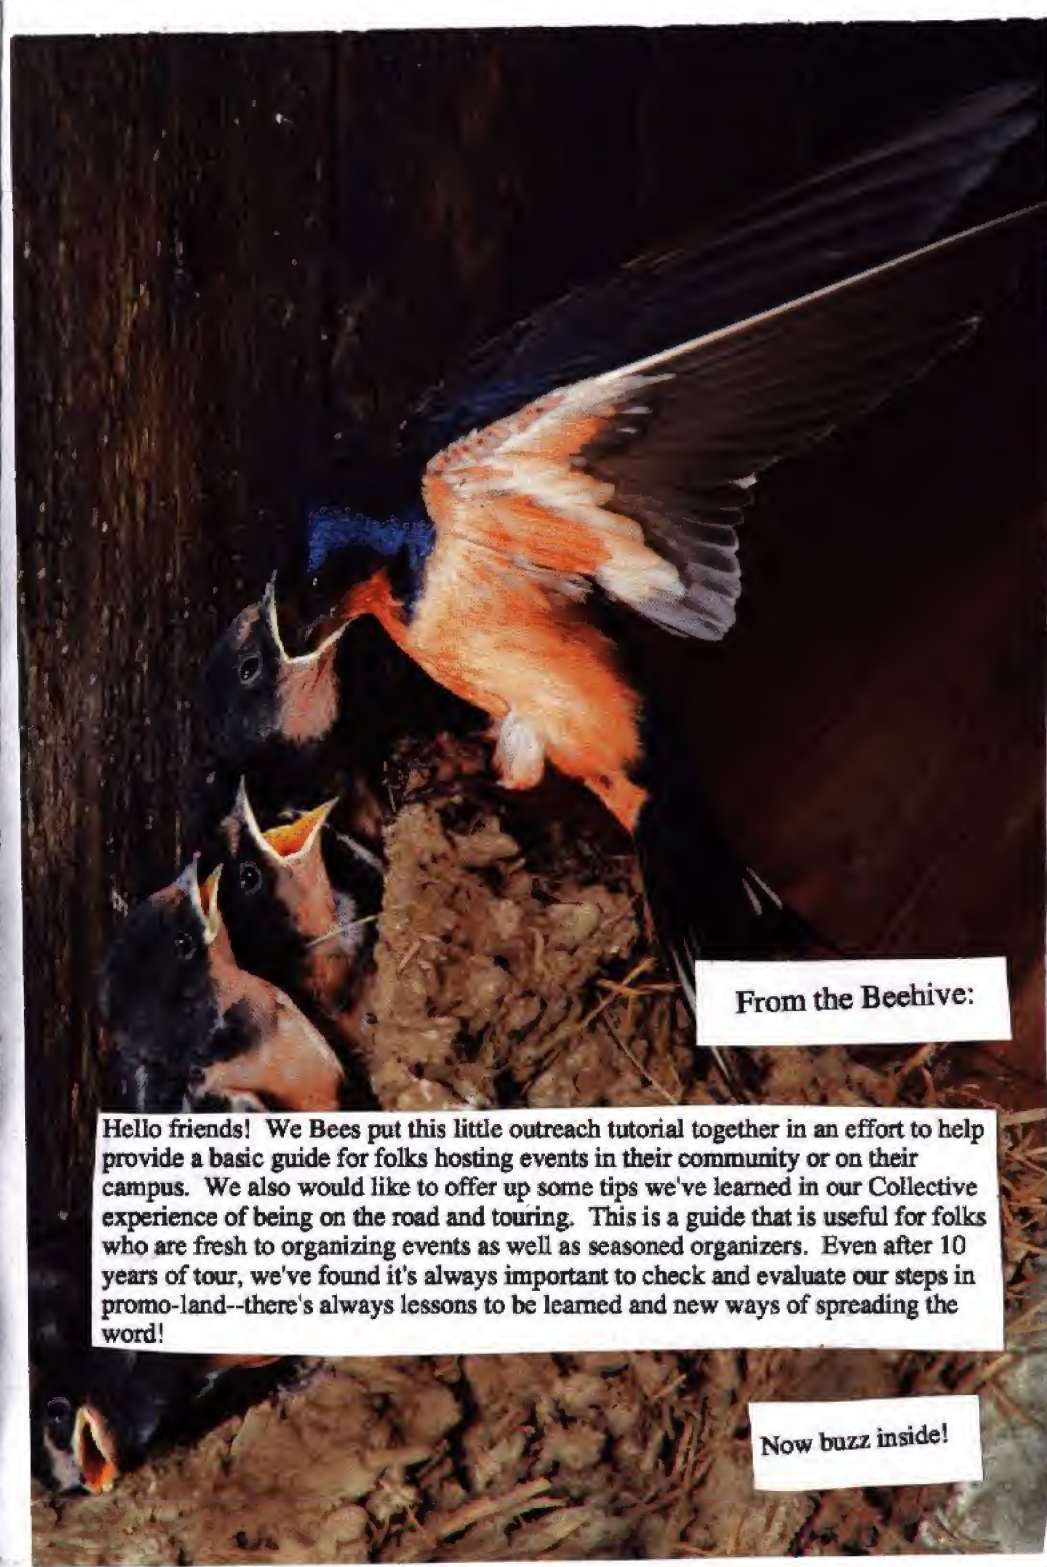 From the Beehive:
Hello friends!  We Bees put this little outreach tutorial together in an effort to help
provide a basic guide for folks hosting events in their community or on their
campus.  We also would like to offer up some tips we've learned in our Collective
experience of being on the road and touring.  This is a guide that is useful for folks
who are fresh to organizing events as well as seasoned organizers.  Even after 10
years of tour, we've found it's always important to check and evaluate our steps in
promo-land--there's always lessons to be learned and new ways of spreading the
word!
Now buzz inside!